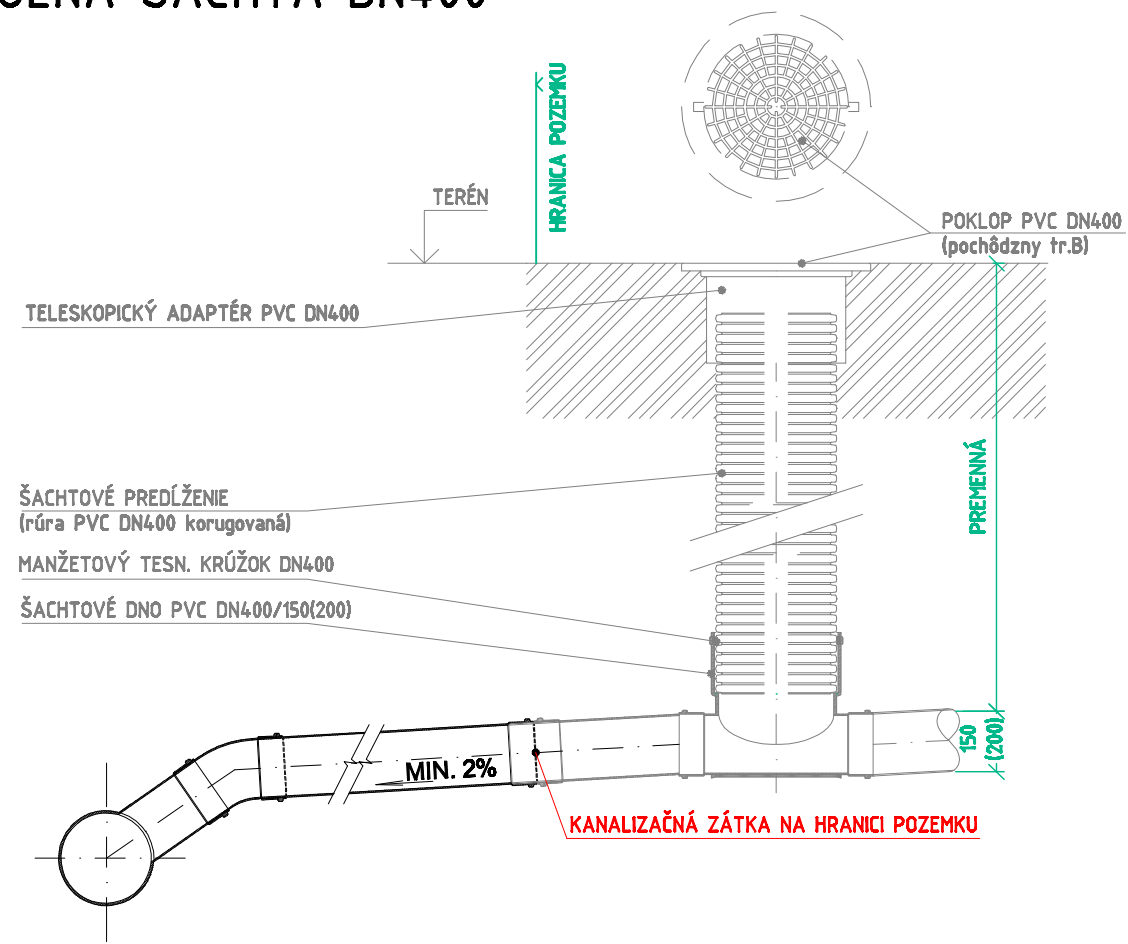 ŠACHTA DN400
HRANICA POZEMKU
TERÉN
POKLOP PVC DN400
(pochôdzny tr.B)
TELESKOPICKÝ ADAPTÉR PVC DN400
PREMENNÁ
ŠACHTOVÉ PREDĹŽENIE
(rúra PVC DN400 korugovaná)
MANŽETOVÝ TESN. KRÚŽOK DN400
ŠACHTOVÉ DNO PVC DN400/150(200)
150
(200)
MIN. 2%
KANALIZAČNÁ ZÁTKA NA HRANICI POZEMKU